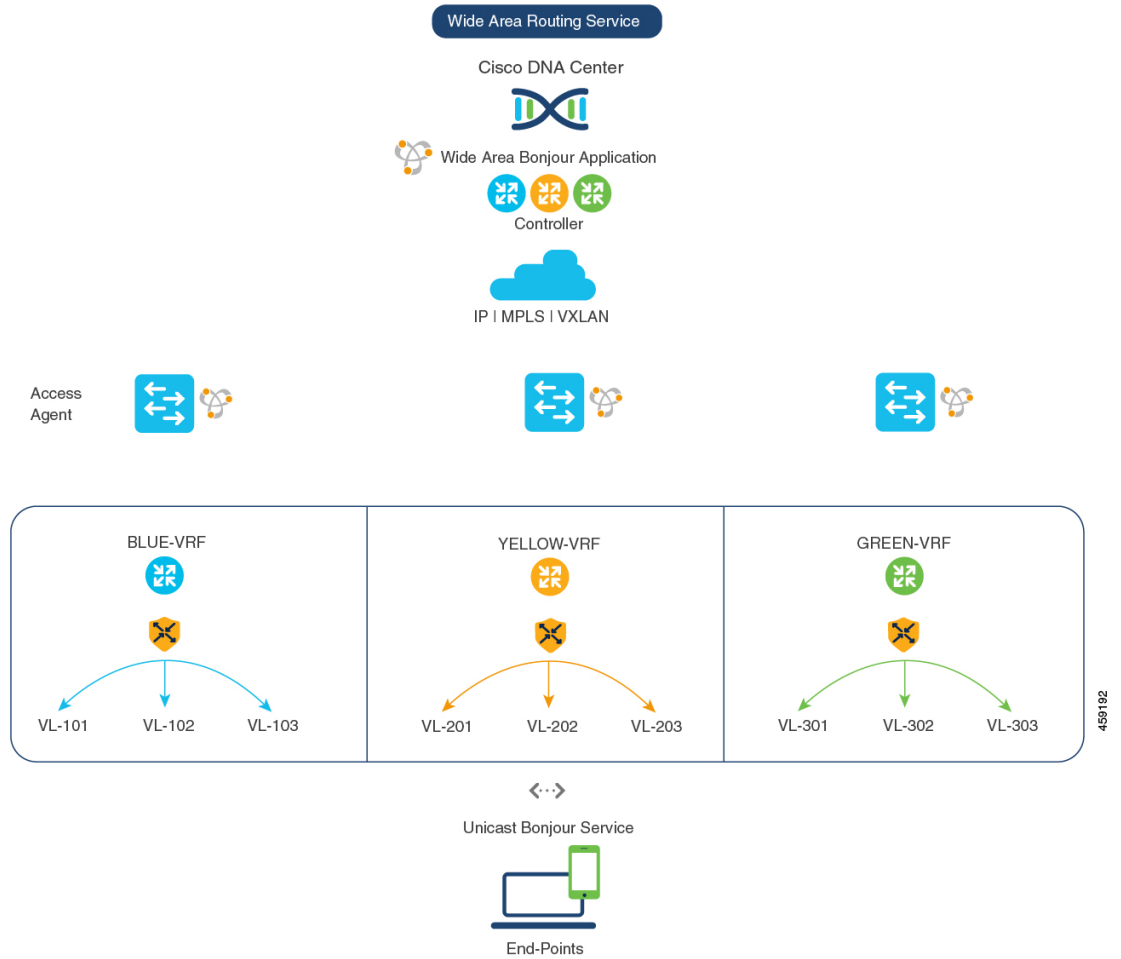 Wide Area Routing Service
Cisco DNA Center
Wide Area Bonjour Application
Controller
IP | MPLS | VXLAN
Access
Agent
BLUE-VRF
YELLOW-VRF
GREEN-VRF
VL-101
VL-102
VL-103
VL-201
VL-202
VL-203
VL-301
VL-302
VL-303
459192
Unicast Bonjour Service
End-Points